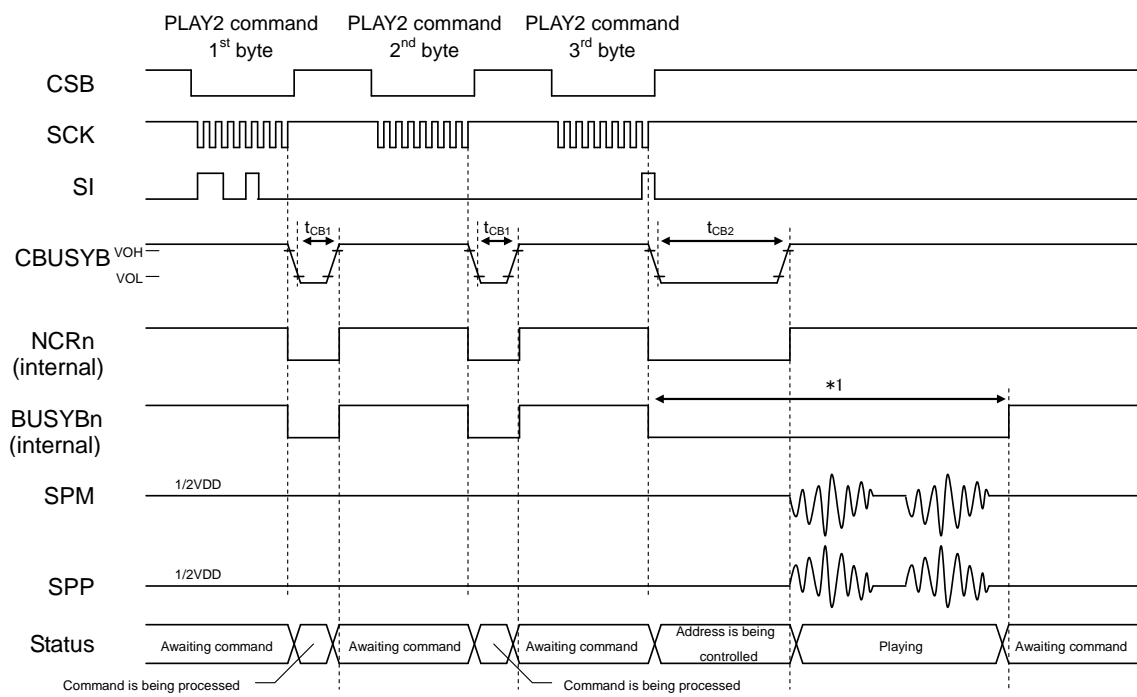 PLAY2 command
1st byte
PLAY2 command
2nd byte
PLAY2 command
3rd byte
CSB
SCK
SI
tCB1
tCB1
tCB2
CBUSYB
VOH
VOL
NCRn
(internal)
*1
BUSYBn
(internal)
SPM
1/2VDD
SPP
1/2VDD
Status
Awaiting command
Awaiting command
Awaiting command
Address is being
controlled
Playing
Awaiting command
Command is being processed
Command is being processed